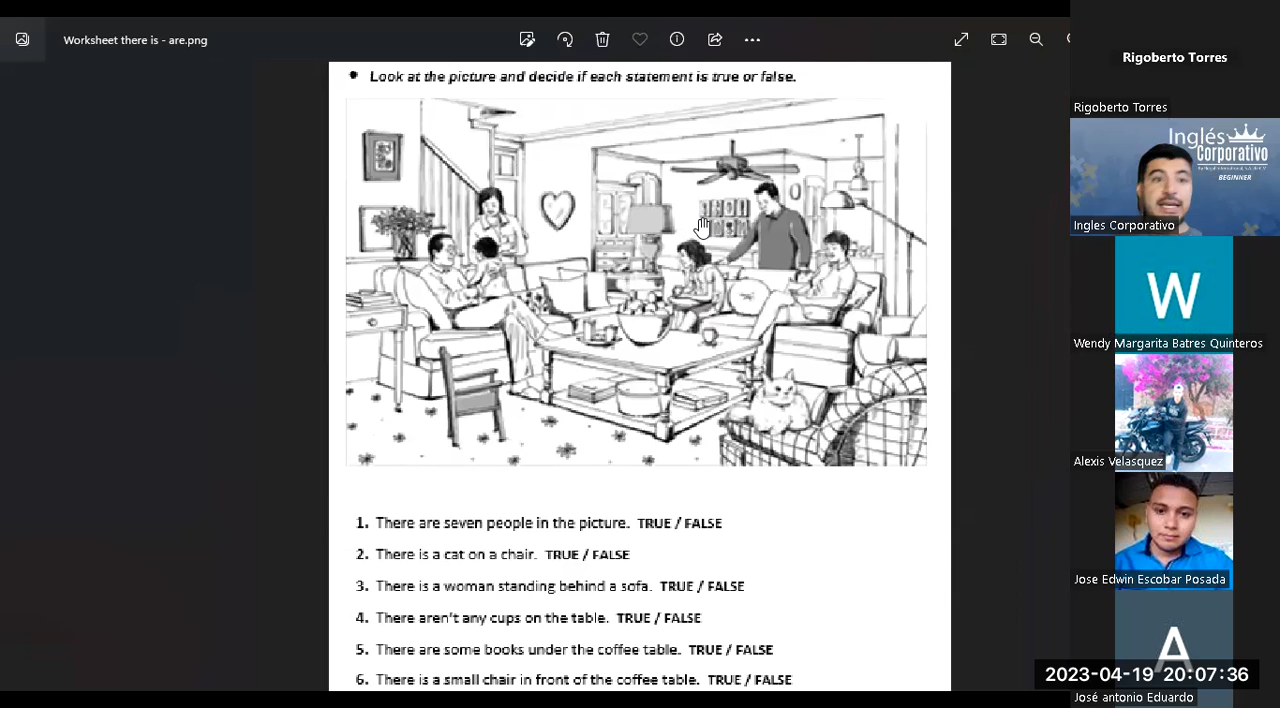 Worksheet there is - are.png
Look at the picture and decide if each statement is true or false.
1. There are seven people in the picture. TRUE / FALSE
2. There is a cat on a chair. TRUE / FALSE
3. There is a woman standing behind a sofa. TRUE / FALSE
4. There aren't any cups on the table. TRUE / FALSE
5. There are some books under the coffee table. TRUE / FALSE
6. There is a small chair in front of the coffee table. TRUE / FALSE
Rigoberto Torres
Rigoberto Torres
Inglés
Corporativo
BEGINNER
Ingles Corporativo
W
Wendy Margarita Batres Quinteros
Alexis Velasquez
Jose Edwin Escobar Posada
A
2023-04-19 20:07:36
José antonio Eduardo